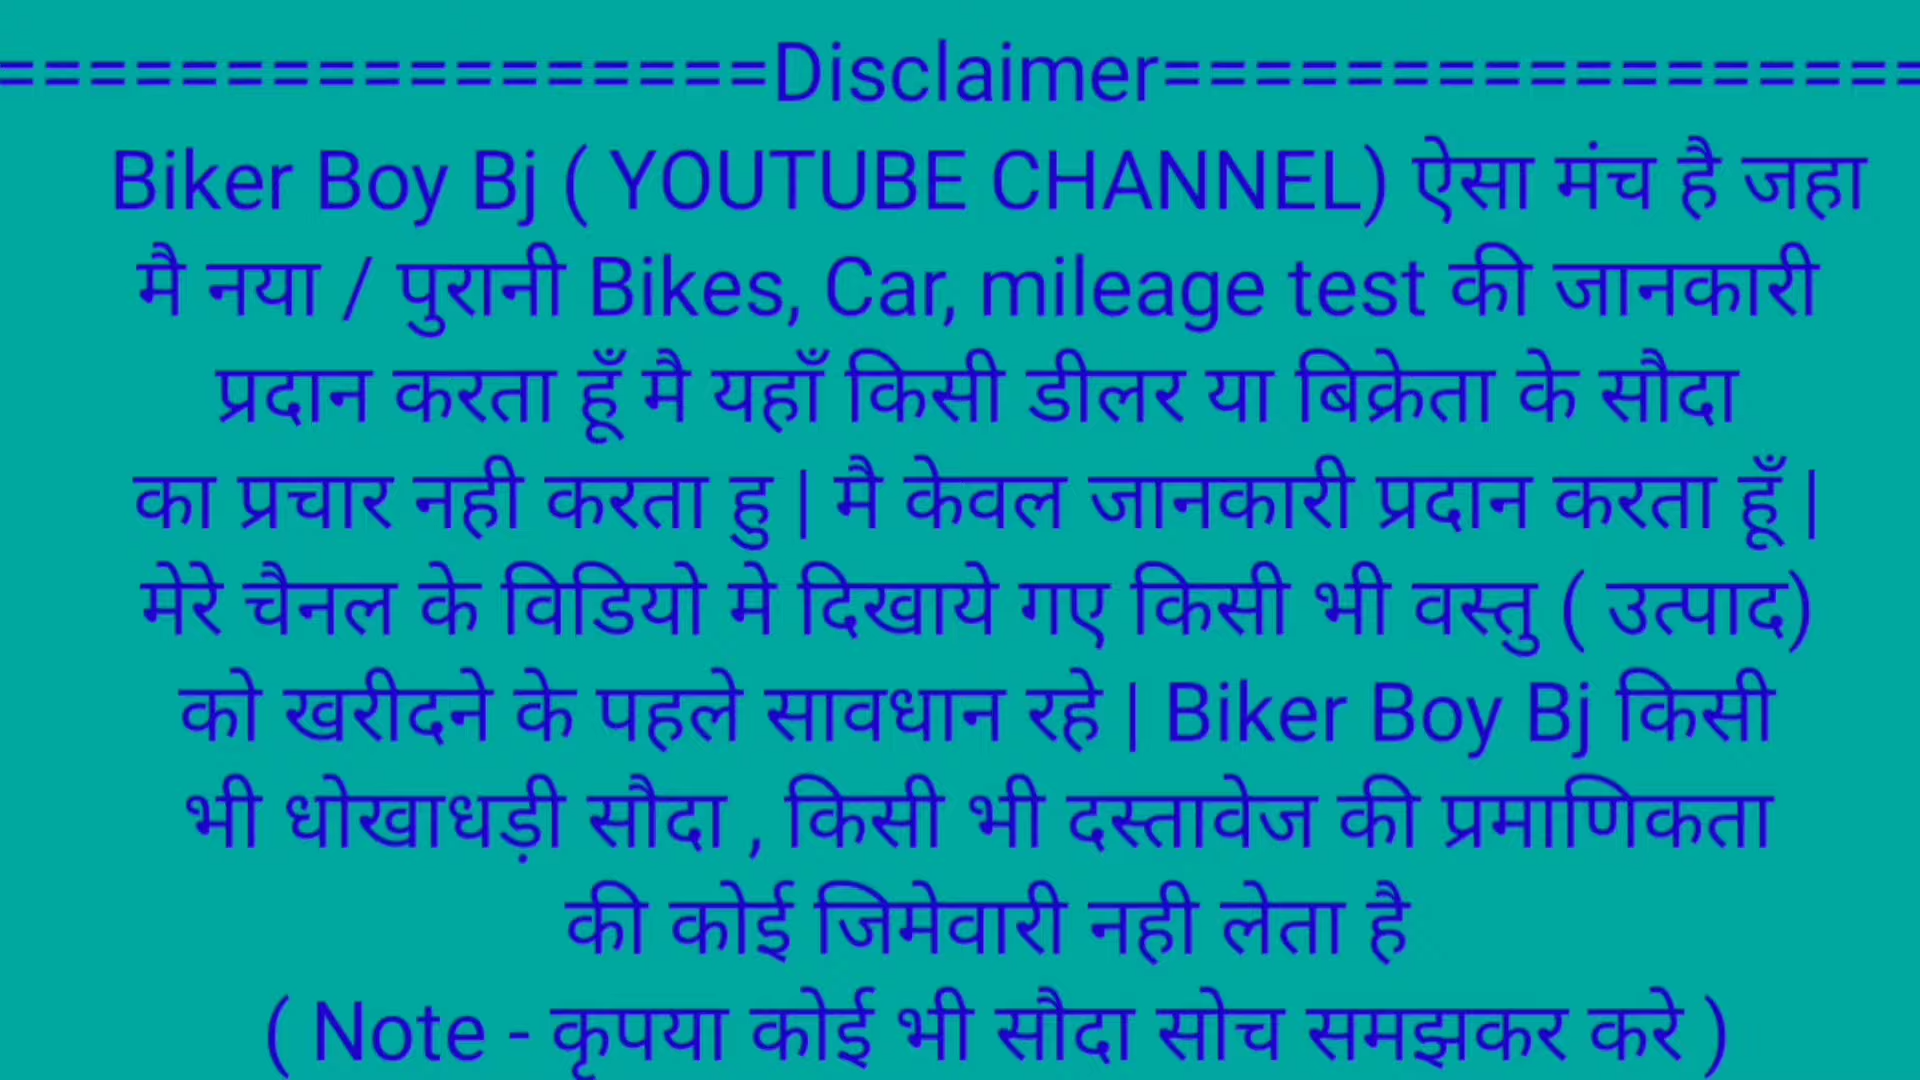 =================Disclaimer=================
Biker Boy Bj ( YOUTUBE CHANNEL) ऐसा मंच है जहा
मै नया / पुरानी Bikes, Car, mileage test की जानकारी
प्रदान करता हूँ मै यहाँ किसी डीलर या बिक्रेता के सौदा
का प्रचार नही करता हु | मै केवल जानकारी प्रदान करता हूँ |
मेरे चैनल के विडियो मे दिखाये गए किसी भी वस्तु ( उत्पाद)
को खरीदने के पहले सावधान रहे | Biker Boy Bj किसी
भी धोखाधड़ी सौदा , किसी भी दस्तावेज की प्रमाणिकता
की कोई जिमेवारी नही लेता है
( Note - कृपया कोई भी सौदा सोच समझकर करे )